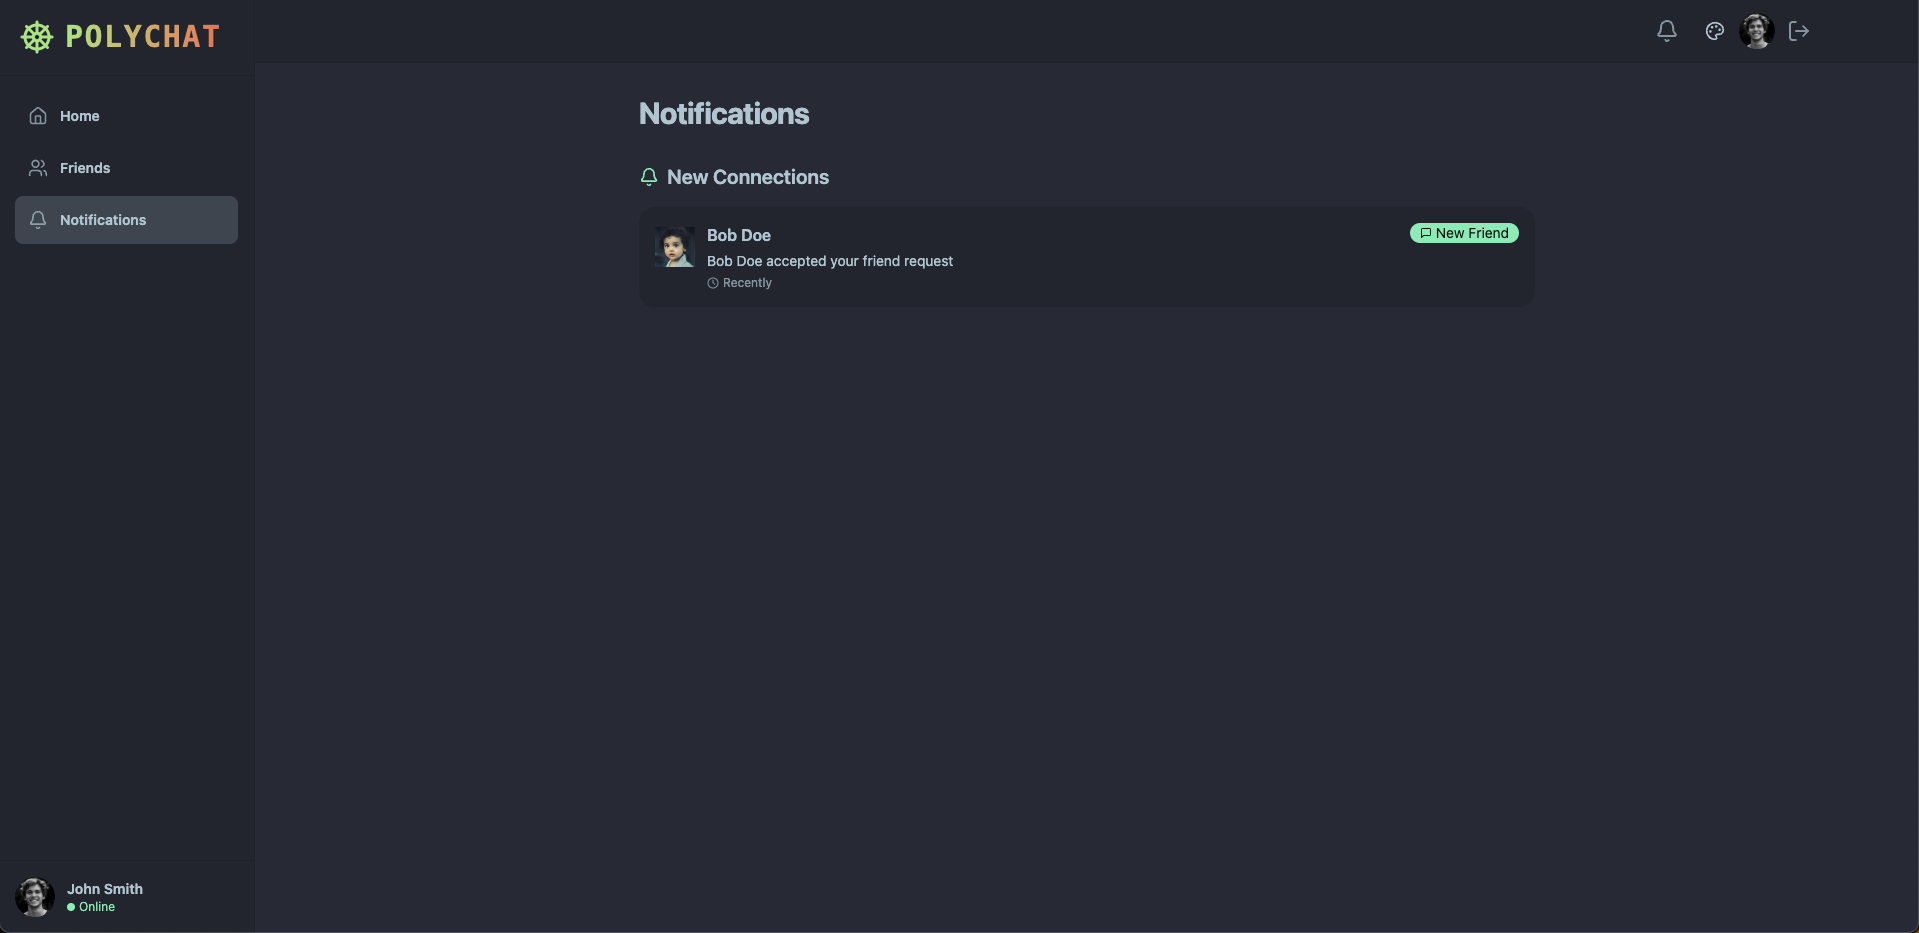 POLYCHAT
Home
Friends
Notifications
Notifications
New Connections
Bob Doe
New Friend
Bob Doe accepted your friend request
Recently
John Smith
Online